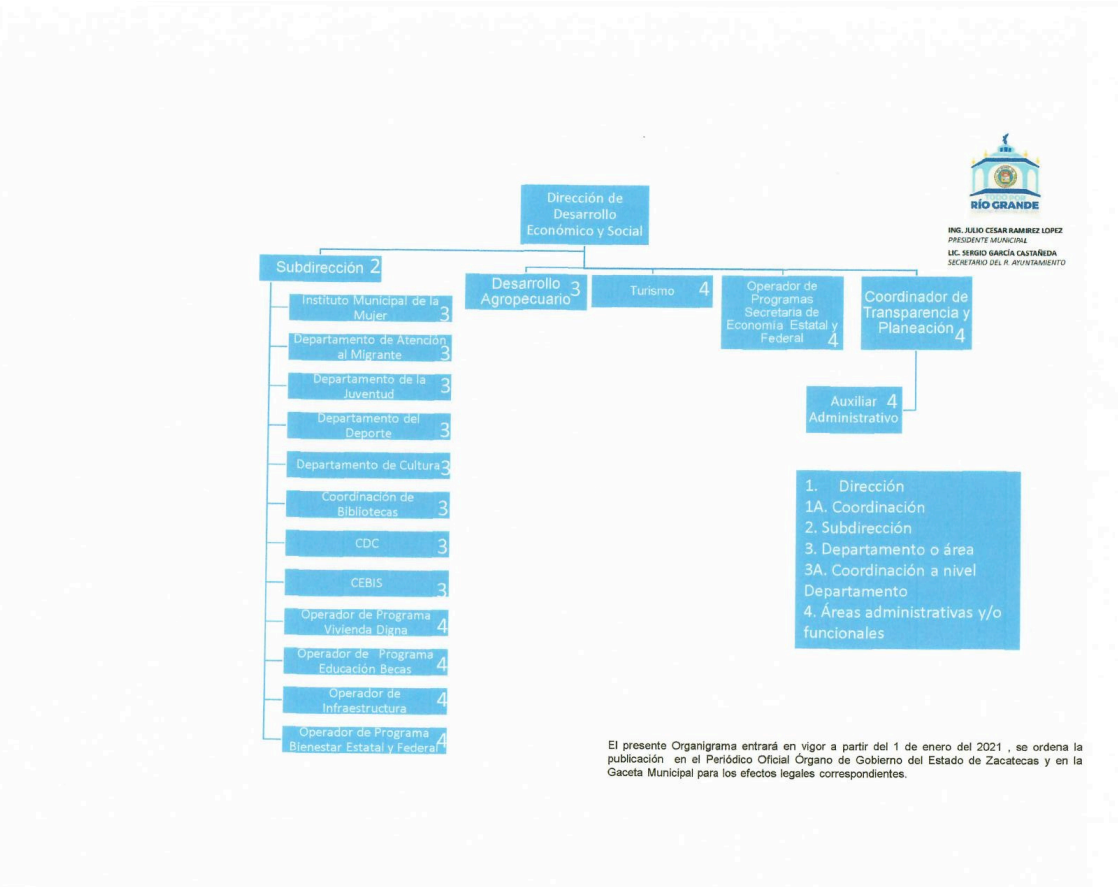 TODO POR
RÍO GRANDE
ING. JULIO CESAR RAMIREZ LOPEZ
PRESIDENTE MUNICIPAL
LIC. SERGIO GARCÍA CASTAÑEDA
SECRETARIO DEL R. AYUNTAMIENTO
Dirección de
Desarrollo
Económico y Social
Subdirección 2
Instituto Municipal de la
Mujer 3
Departamento de Atención
al Migrante 3
Departamento de la
Juventud 3
Departamento del
Deporte 3
Departamento de Cultura 3
Coordinación de
Bibliotecas 3
CDC 3
CEBIS 3
Operador de Programa
Vivienda Digna 4
Operador de Programa
Educación Becas 4
Operador de
Infraestructura 4
Operador de Programa
Bienestar Estatal y Federal 4
Desarrollo 3
Agropecuario
Turismo 4
Operador de
Programas
Secretaria de
Economía Estatal y
Federal 4
Coordinador de
Transparencia y
Planeación 4
Auxiliar 4
Administrativo
1. Dirección
1A. Coordinación
2. Subdirección
3. Departamento o área
3A. Coordinación a nivel
Departamento
4. Áreas administrativas y/o
funcionales
El presente Organigrama entrará en vigor a partir del 1 de enero del 2021 , se ordena la
publicación en el Periódico Oficial Órgano de Gobierno del Estado de Zacatecas y en la
Gaceta Municipal para los efectos legales correspondientes.